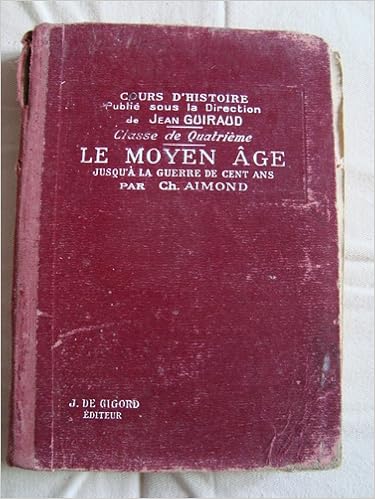 COURS D'HISTOIRE
Publié sous la Direction
de JEAN GUIRAUD
Classe de Quatrième
LE MOYEN ÂGE
JUSQU'À LA GUERRE DE CENT ANS
PAR Ch. AIMOND
J. DE GIGORD
ÉDITEUR